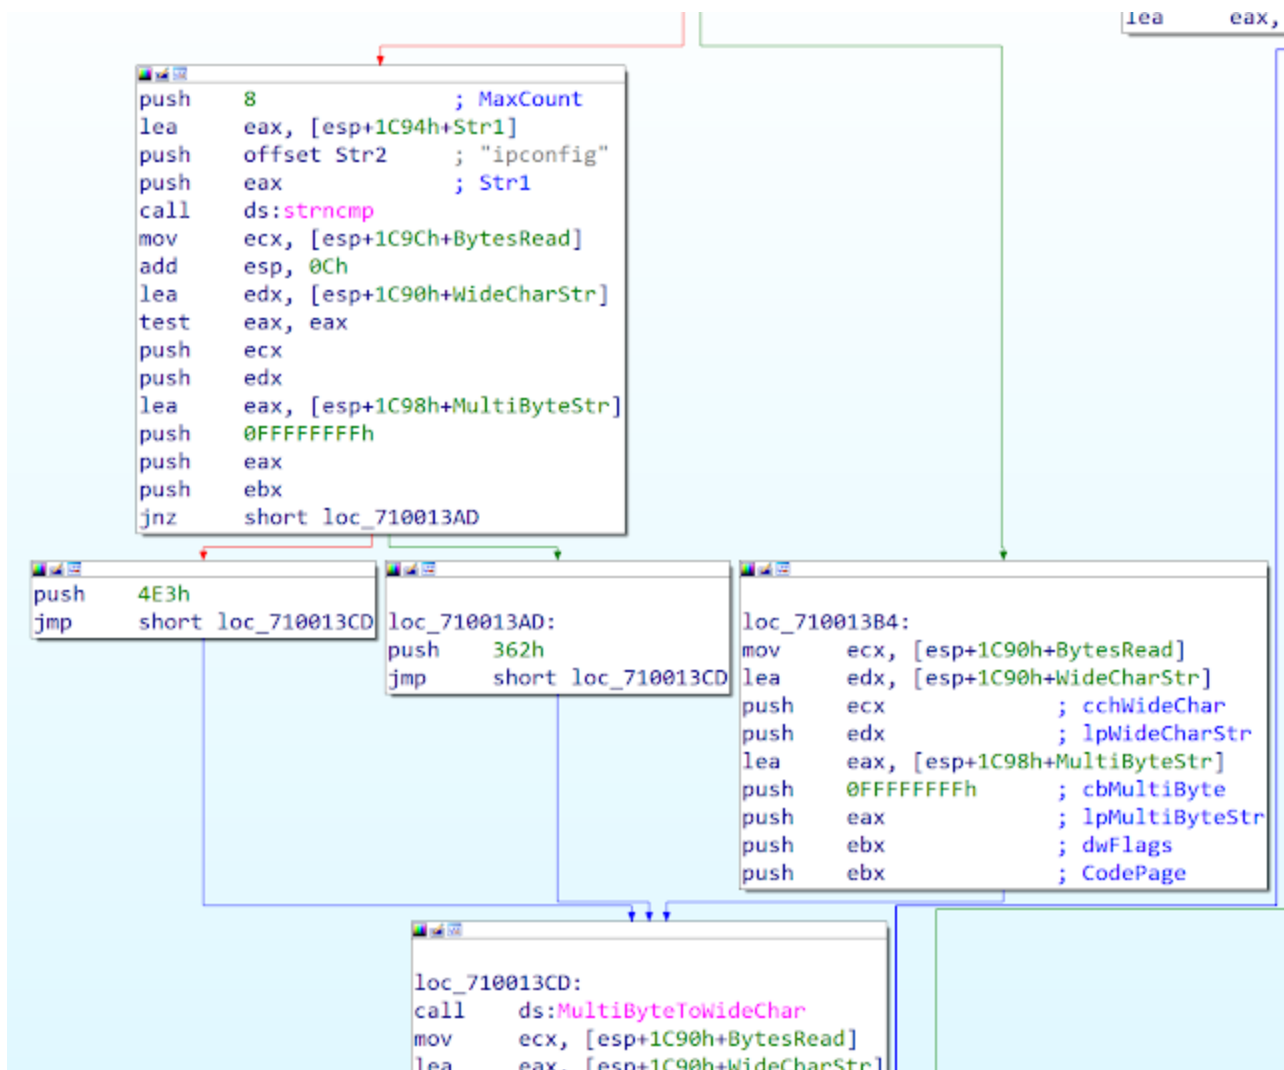 lea eax,
push 8 ; MaxCount
lea eax, [esp+1C94h+Str1]
push offset Str2 ; "ipconfig"
push eax ; Str1
call ds:strncmp
mov ecx, [esp+1C9Ch+BytesRead]
add esp, 0Ch
lea edx, [esp+1C90h+WideCharStr]
test eax, eax
push ecx
push edx
lea eax, [esp+1C98h+MultiByteStr]
push 0FFFFFFFFh
push eax
push ebx
jnz short loc_710013AD
push 4E3h
jmp short loc_710013CD
loc_710013AD:
push 362h
jmp short loc_710013CD
loc_710013B4:
mov ecx, [esp+1C90h+BytesRead]
lea edx, [esp+1C90h+WideCharStr]
push ecx ; cchWideChar
push edx ; lpWideCharStr
lea eax, [esp+1C98h+MultiByteStr]
push 0FFFFFFFFh ; cbMultiByte
push eax ; lpMultiByteStr
push ebx ; dwFlags
push ebx ; CodePage
loc_710013CD:
call ds:MultiByteToWideChar
mov ecx, [esp+1C90h+BytesRead]
lea eax, [esp+1C90h+WideCharStr]